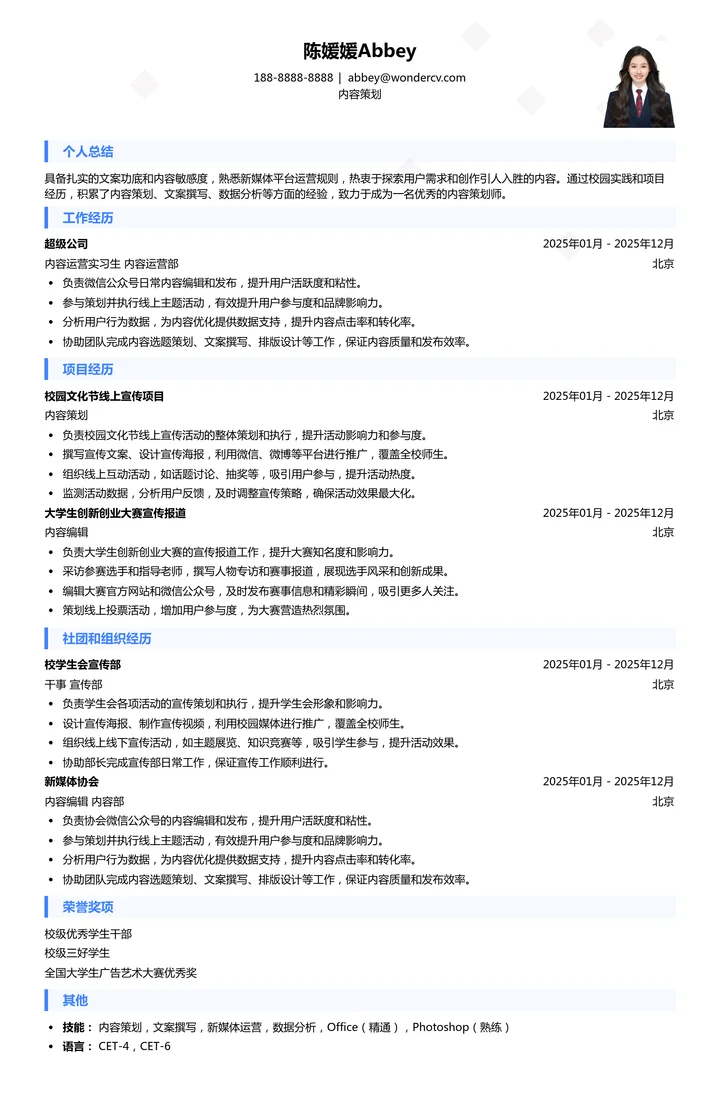 陈媛媛Abbey
188-8888-8888 | abbey@wondercv.com
内容策划
个人总结
具备扎实的文案功底和内容敏感度，熟悉新媒体平台运营规则，热衷于探索用户需求和创作引人入胜的内容。通过校园实践和项目
经历，积累了内容策划、文案撰写、数据分析等方面的经验，致力于成为一名优秀的内容策划师。
工作经历
超级公司 2025年01月 - 2025年12月
内容运营实习生 内容运营部 北京
• 负责微信公众号日常内容编辑和发布，提升用户活跃度和粘性。
• 参与策划并执行线上主题活动，有效提升用户参与度和品牌影响力。
• 分析用户行为数据，为内容优化提供数据支持，提升内容点击率和转化率。
• 协助团队完成内容选题策划、文案撰写、排版设计等工作，保证内容质量和发布效率。
项目经历
校园文化节线上宣传项目 2025年01月 - 2025年12月
内容策划 北京
• 负责校园文化节线上宣传活动的整体策划和执行，提升活动影响力和参与度。
• 撰写宣传文案、设计宣传海报，利用微信、微博等平台进行推广，覆盖全校师生。
• 组织线上互动活动，如话题讨论、抽奖等，吸引用户参与，提升活动热度。
• 监测活动数据，分析用户反馈，及时调整宣传策略，确保活动效果最大化。
大学生创新创业大赛宣传报道 2025年01月 - 2025年12月
内容编辑 北京
• 负责大学生创新创业大赛的宣传报道工作，提升大赛知名度和影响力。
• 采访参赛选手和指导老师，撰写人物专访和赛事报道，展现选手风采和创新成果。
• 编辑大赛官方网站和微信公众号，及时发布赛事信息和精彩瞬间，吸引更多人关注。
• 策划线上投票活动，增加用户参与度，为大赛营造热烈氛围。
社团和组织经历
校学生会宣传部 2025年01月 - 2025年12月
干事 宣传部 北京
• 负责学生会各项活动的宣传策划和执行，提升学生会形象和影响力。
• 设计宣传海报、制作宣传视频，利用校园媒体进行推广，覆盖全校师生。
• 组织线上线下宣传活动，如主题展览、知识竞赛等，吸引学生参与，提升活动效果。
• 协助部长完成宣传部日常工作，保证宣传工作顺利进行。
新媒体协会 2025年01月 - 2025年12月
内容编辑 内容部 北京
• 负责协会微信公众号的内容编辑和发布，提升用户活跃度和粘性。
• 参与策划并执行线上主题活动，有效提升用户参与度和品牌影响力。
• 分析用户行为数据，为内容优化提供数据支持，提升内容点击率和转化率。
• 协助团队完成内容选题策划、文案撰写、排版设计等工作，保证内容质量和发布效率。
荣誉奖项
校级优秀学生干部
校级三好学生
全国大学生广告艺术大赛优秀奖
其他
• 技能： 内容策划，文案撰写，新媒体运营，数据分析，Office（精通），Photoshop（熟练）
• 语言： CET-4，CET-6